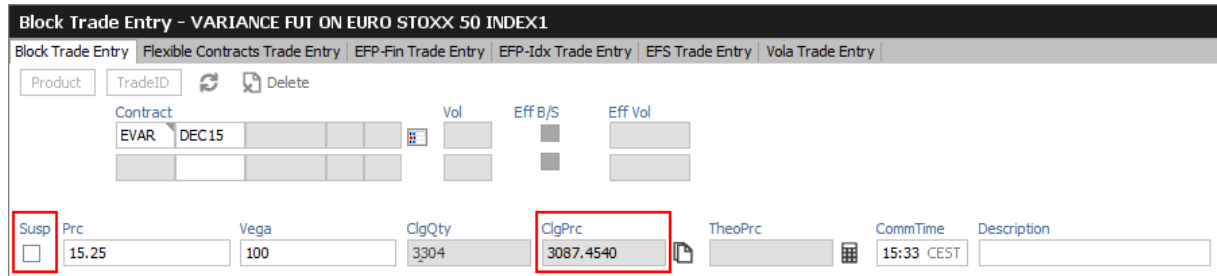 Block Trade Entry - VARIANCE FUT ON EURO STOXX 50 INDEX1
Block Trade Entry Flexible Contracts Trade Entry EFP-Fin Trade Entry EFP-Idx Trade Entry EFS Trade Entry Vola Trade Entry
Product TradeID Delete
Contract Vol Eff B/S Eff Vol
EVAR DEC15
Susp Prc Vega ClgQty ClgPrc TheoPrc CommTime Description
15.25 100 3304 3087.4540 15:33 CEST